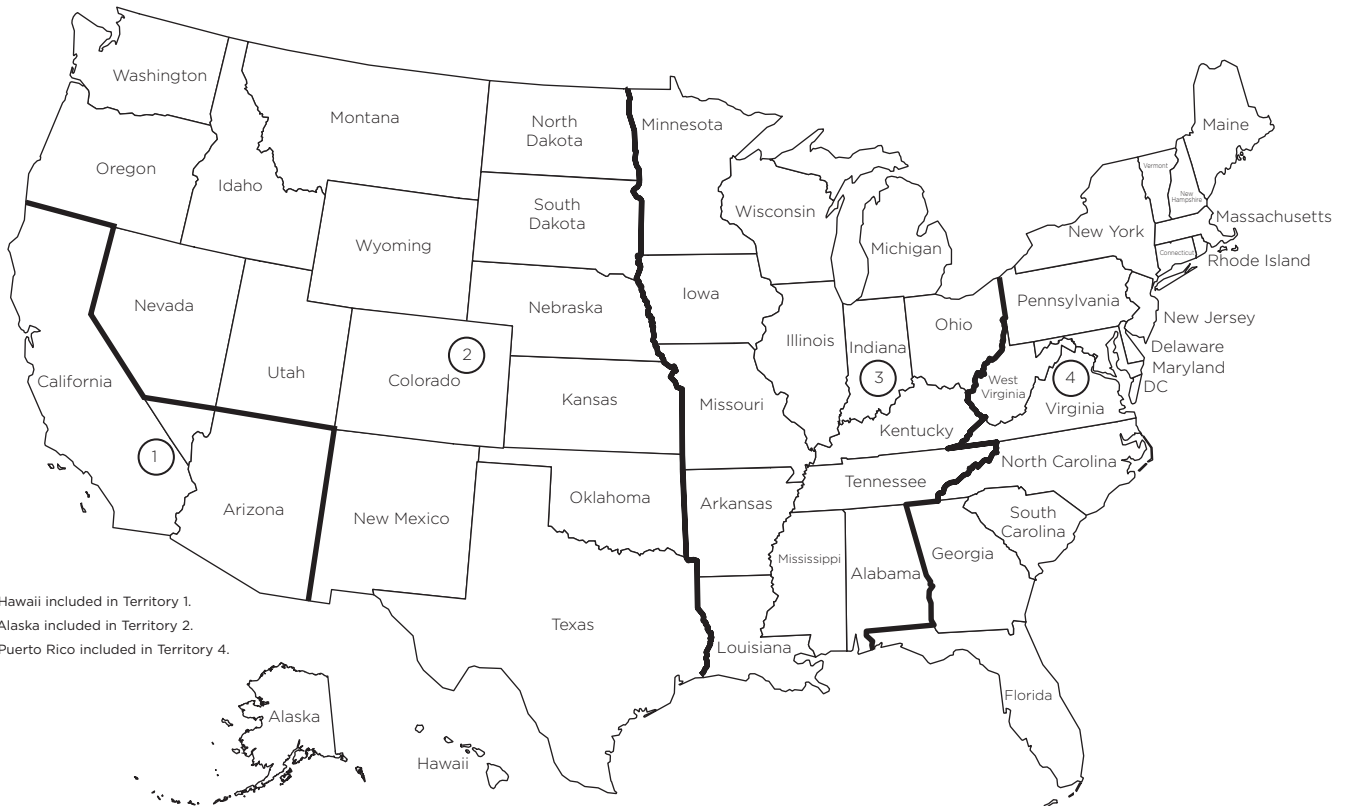 Washington
Montana
North
Dakota
Minnesota
Maine
Oregon
Idaho
Vermont
New
Hampshire
South
Dakota
Wisconsin
Massachusetts
Wyoming
Michigan
New York
Connecticut
Rhode Island
Nevada
Nebraska
Iowa
Pennsylvania
New Jersey
Ohio
Illinois
Indiana
Delaware
2
Maryland
Utah
Colorado
California
3
West
Virginia
4
DC
Kansas
Missouri
Virginia
Kentucky
1
North Carolina
Tennessee
Oklahoma
Arkansas
Arizona
New Mexico
South
Carolina
Mississippi
Alabama
Georgia
Hawaii included in Territory 1.
Alaska included in Territory 2.
Puerto Rico included in Territory 4.
Texas
Louisiana
Florida
Alaska
Hawaii